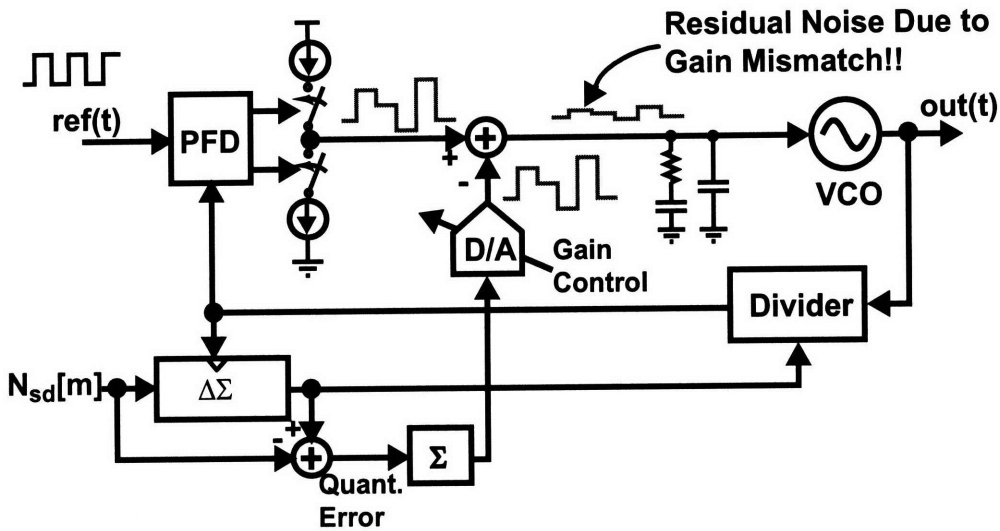 Residual Noise Due to
Gain Mismatch!!
ref(t)
PFD
+
+
-
out(t)
VCO
D/A
Gain
Control
Divider
N_sd[m]
ΔΣ
+
-
+
Σ
Quant.
Error